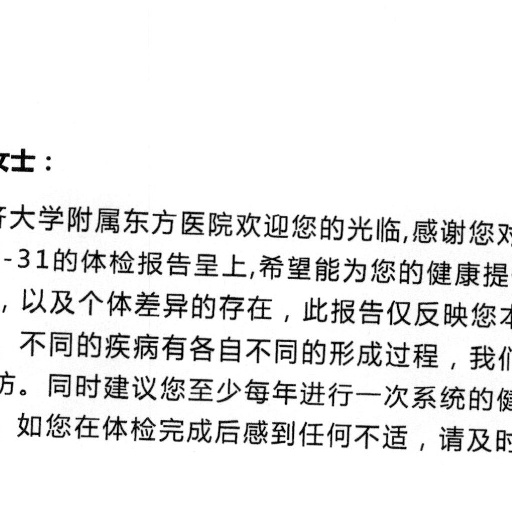 女士：
济大学附属东方医院欢迎您的光临,感谢您对
-31的体检报告呈上,希望能为您的健康提
，以及个体差异的存在，此报告仅反映您本
不同的疾病有各自不同的形成过程，我们
防。同时建议您至少每年进行一次系统的健
如您在体检完成后感到任何不适，请及时